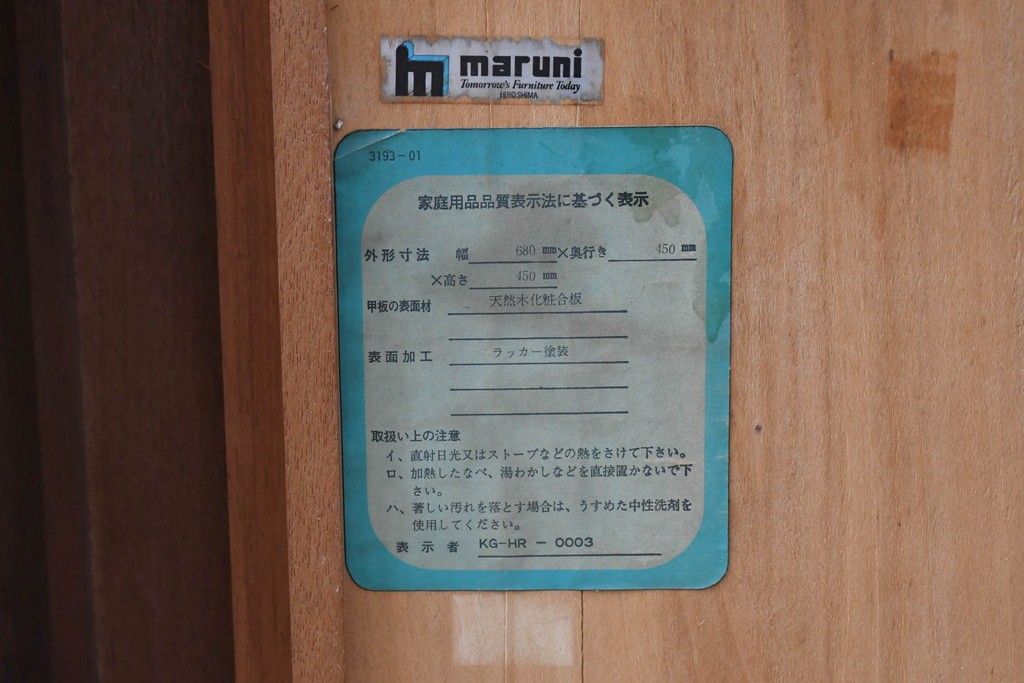 m maruni
Tomorrow's Furniture Today
HIROSHIMA
3193-01
家庭用品品質表示法に基づく表示
外形寸法 幅 680 mm×奥行き 450 mm
×高さ 450 mm
甲板の表面材 天然木化粧合板
表面加工 ラッカー塗装
取扱い上の注意
イ、直射日光又はストーブなどの熱をさけて下さい。
ロ、加熱したなべ、湯わかしなどを直接置かないで下
さい。
ハ、著しい汚れを落とす場合は、うすめた中性洗剤を
使用してください。
表示者 KG-HR-0003